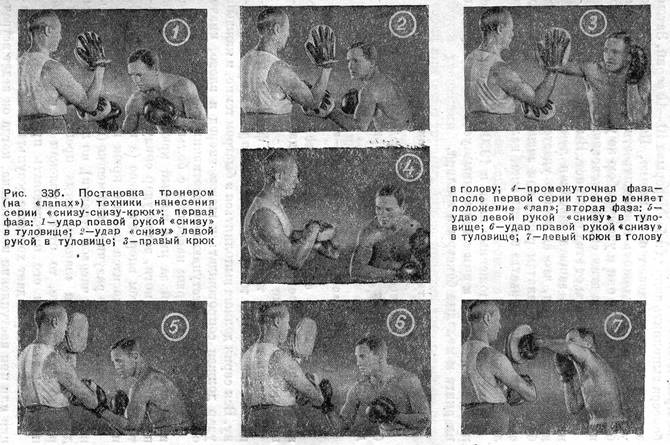 1
2
3
Рис. 33б. Постановка тренером
(на «лапах») техники нанесения
серии «снизу-снизу-крюк»: первая
фаза: 1—удар правой рукой «снизу»
в туловище; 2—удар «снизу» левой
рукой в туловище; 3—правый крюк
4
в голову; 4—промежуточная фаза—
после первой серии тренер меняет
положение «лап»; вторая фаза: 5—
удар левой рукой «снизу» в туло-
вище; 6—удар правой рукой «снизу»
в туловище; 7—левый крюк в голову
5
6
7